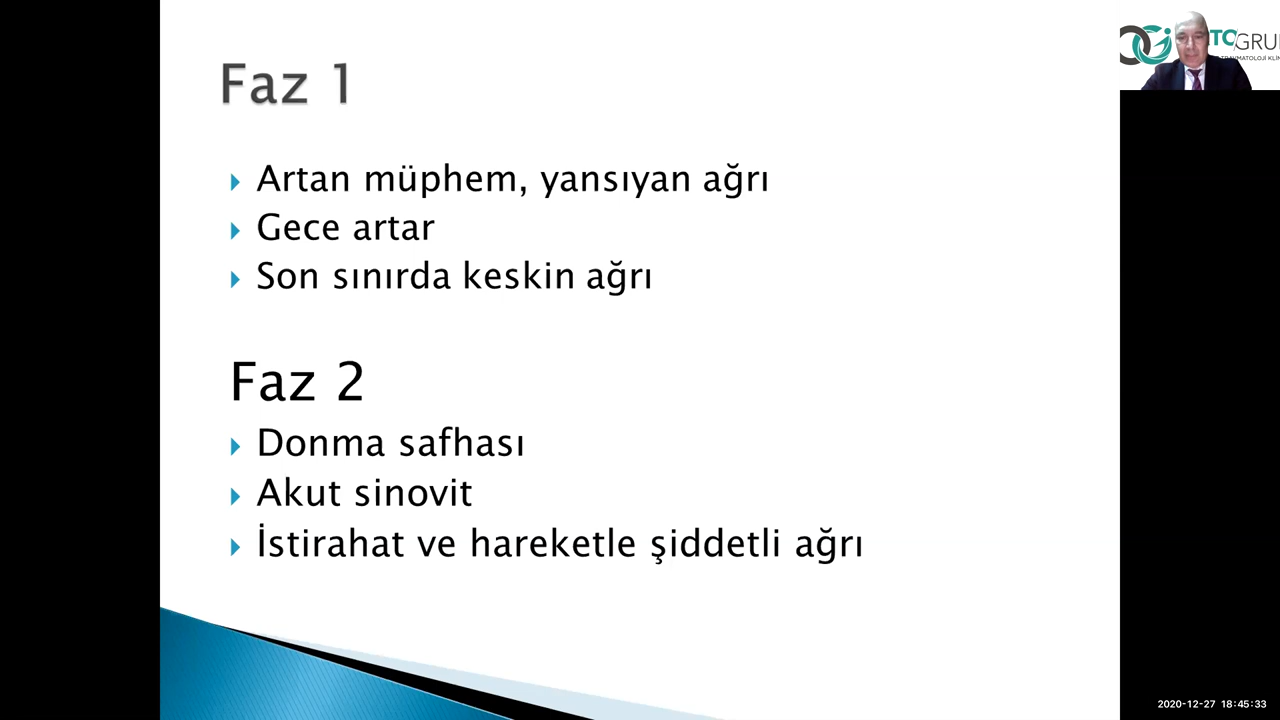 Faz 1
Artan müphem, yansıyan ağrı
Gece artar
Son sınırda keskin ağrı
Faz 2
Donma safhası
Akut sinovit
İstirahat ve hareketle şiddetli ağrı
2020-12-27 18:45:33